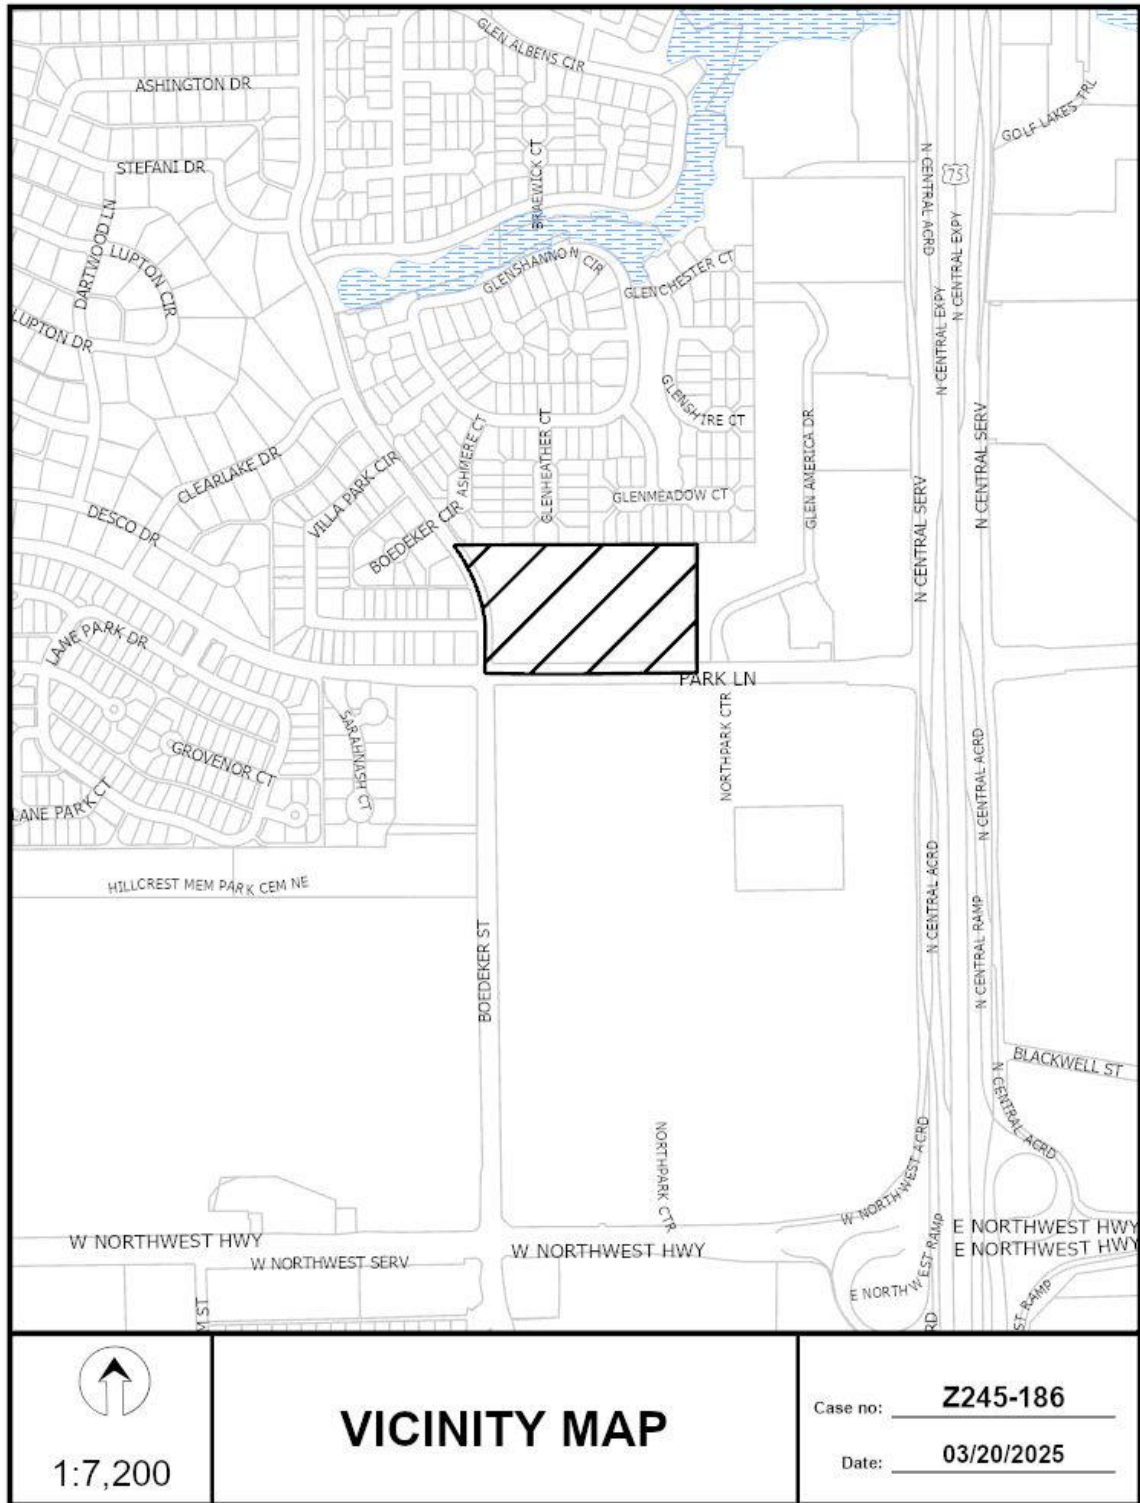 GLEN ALBENS CIR
ASHINGTON DR
GOLF LAKES TRL
STEFANI DR
BRAEWICK CT
N CENTRAL ACRD
75
DARTWOOD LN
LUPTON CIR
N CENTRAL EXPY
GLENSHANNON CIR
GLENCHESTER CT
LUPTON DR
N CENTRAL EXPY
GLENSHIRE CT
ASHMERE CT
GLENHEATHER CT
GLEN AMERICA DR
N CENTRAL SERV
CLEARLAKE DR
VILLA PARK CIR
GLENMEADOW CT
DESCO DR
BOEDEKER CIR
N CENTRAL SERV
LANE PARK DR
PARK LN
NORTHPARK CTR
SARAHNASH CT
GROVENOR CT
N CENTRAL ACRD
LANE PARK CT
HILLCREST MEM PARK CEM NE
N CENTRAL ACRD
N CENTRAL RAMP
BOEDEKER ST
BLACKWELL ST
N CENTRAL ACRD
NORTHPARK CTR
W NORTHWEST ACRD
W NORTHWEST HWY
W NORTHWEST HWY
E NORTHWEST HWY
E NORTHWEST HWY
W NORTHWEST SERV
E NORTHWEST RAMP
ST RAMP
RD
1:7,200
VICINITY MAP
Case no: Z245-186
Date: 03/20/2025